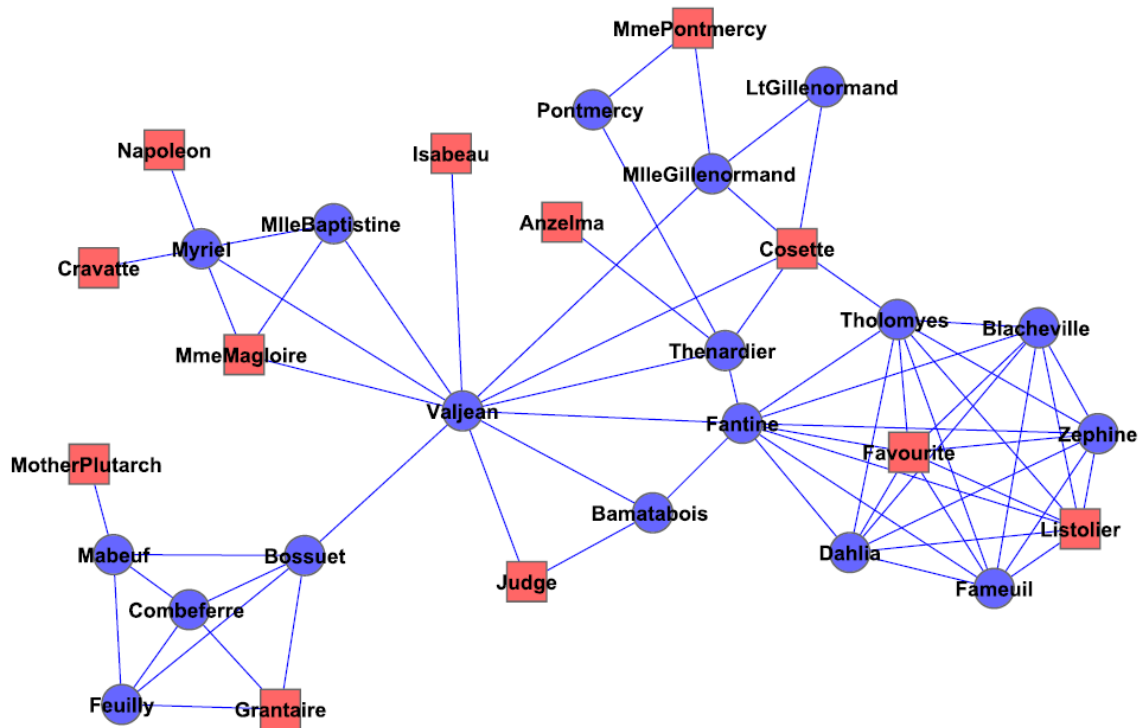 MmePontmercy
LtGillenormand
Pontmercy
Napoleon
Isabeau
MlleGillenormand
MlleBaptistine
Anzelma
Myriel
Cosette
Cravatte
Tholomyes
Blacheville
MmeMagloire
Thenardier
Valjean
Fantine
Zephine
Favourite
MotherPlutarch
Bamatabois
Listolier
Mabeuf
Bossuet
Dahlia
Judge
Fameuil
Combeferre
Feuilly
Grantaire